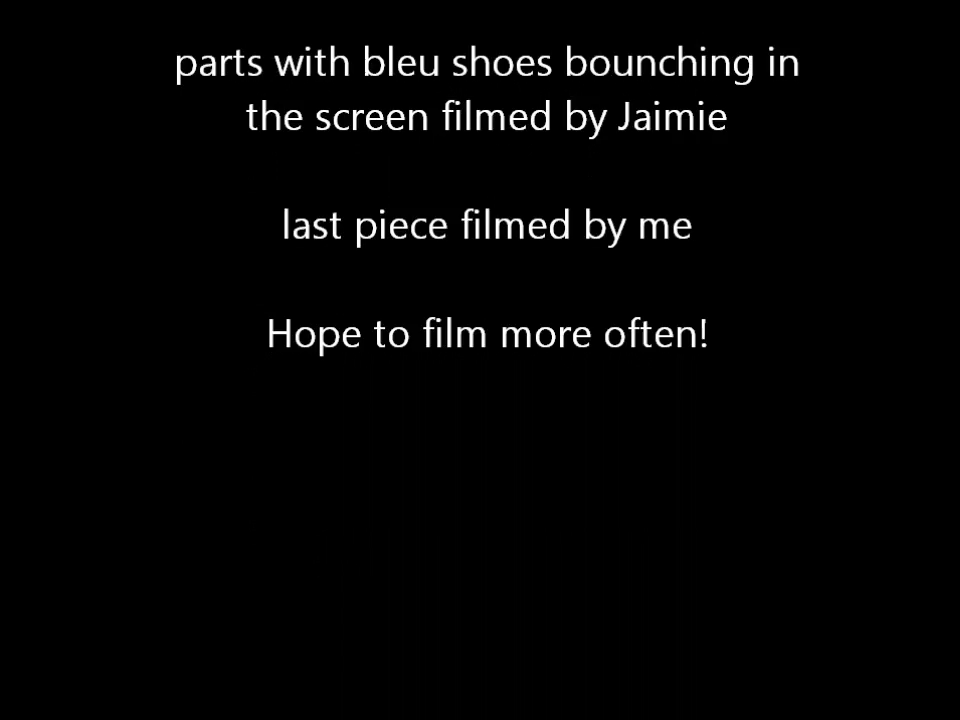 parts with bleu shoes bounching in
the screen filmed by Jaimie
last piece filmed by me
Hope to film more often!